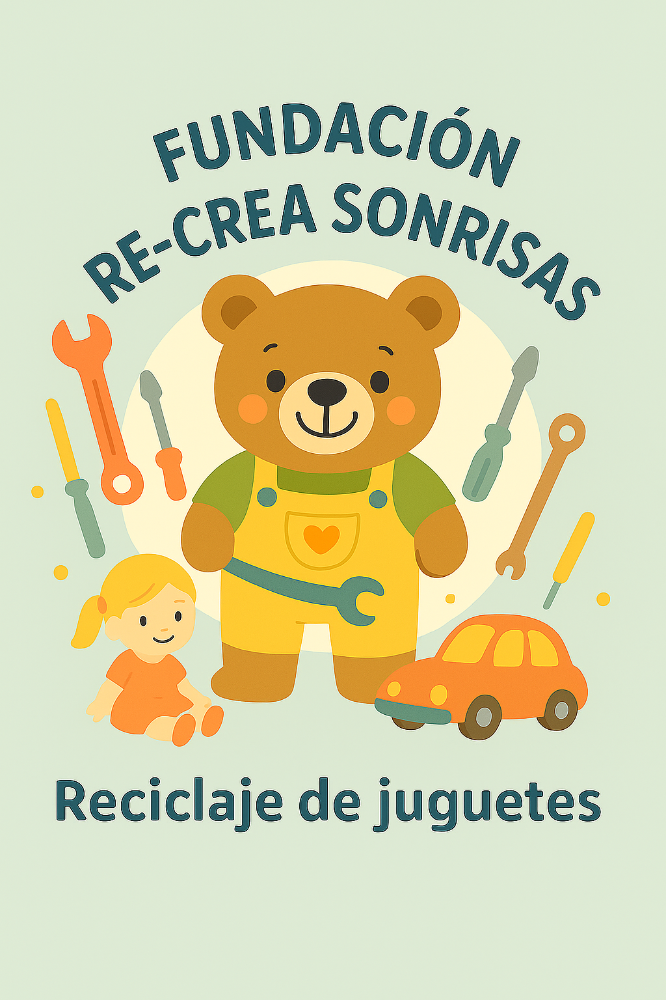 FUNDACIÓN
RE-CREA SONRISAS
Reciclaje de juguetes